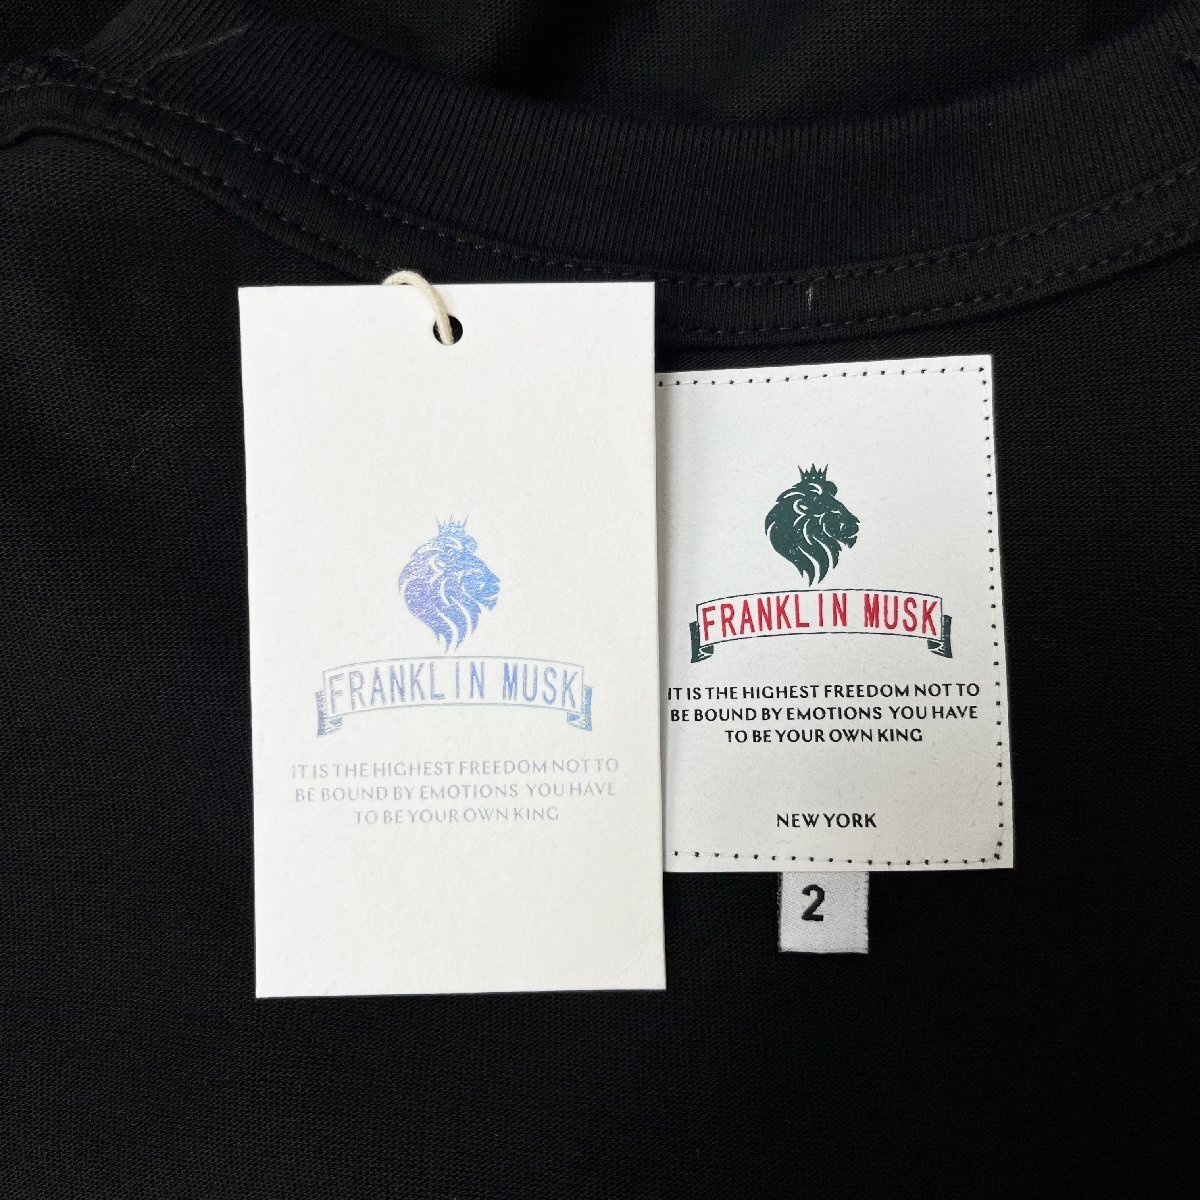 FRANKLIN MUSK
IT IS THE HIGHEST FREEDOM NOT TO
BE BOUND BY EMOTIONS YOU HAVE
TO BE YOUR OWN KING
FRANKLIN MUSK
IT IS THE HIGHEST FREEDOM NOT TO
BE BOUND BY EMOTIONS YOU HAVE
TO BE YOUR OWN KING
NEW YORK
2